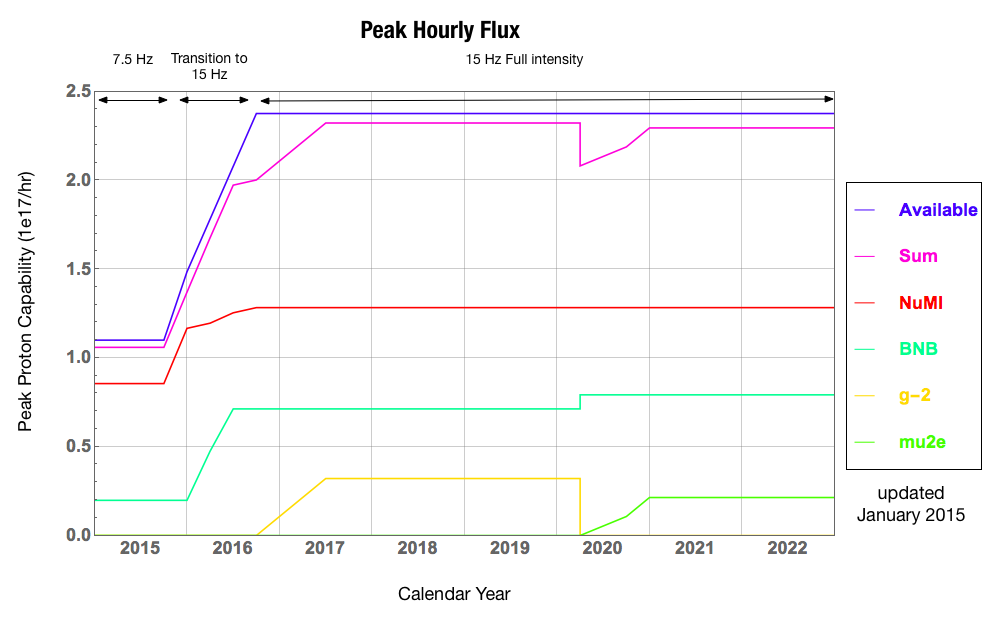 Peak Hourly Flux
7.5 Hz
Transition to
15 Hz
15 Hz Full intensity
2.5
2.0
1.5
1.0
0.5
0.0
Peak Proton Capability (1e17/hr)
2015 2016 2017 2018 2019 2020 2021 2022
Calendar Year
Available
Sum
NuMI
BNB
g−2
mu2e
updated
January 2015